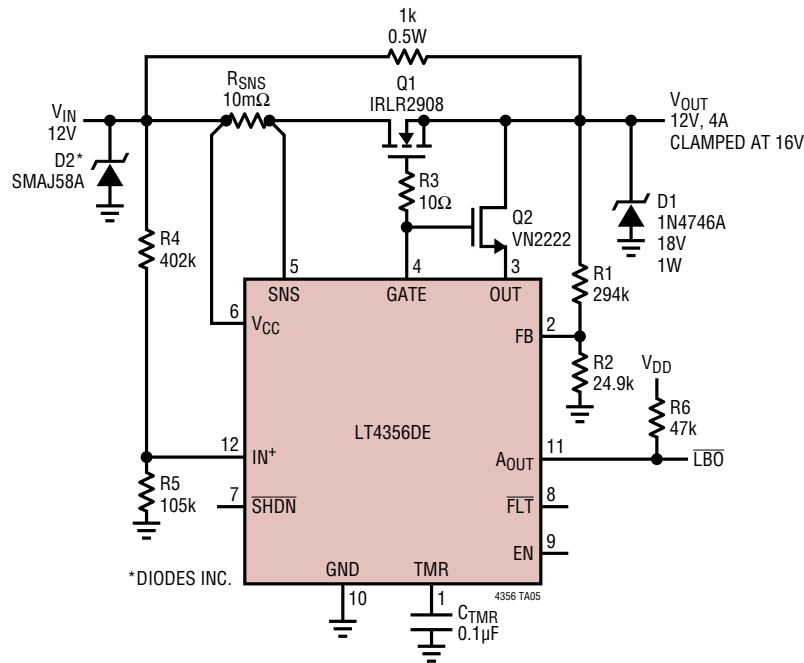 1k
0.5W
RSNS
10mΩ
Q1
IRLR2908
VIN
12V
VOUT
12V, 4A
CLAMPED AT 16V
D2*
SMAJ58A
R3
10Ω
Q2
VN2222
D1
1N4746A
18V
1W
R4
402k
5
4
3
SNS
GATE
OUT
R1
294k
6
VCC
FB
2
R2
24.9k
VDD
R6
47k
LT4356DE
12
IN+
AOUT
11
LBO
R5
105k
7
SHDN
FLT
8
EN
9
*DIODES INC.
GND
TMR
10
1
4356 TA05
CTMR
0.1µF